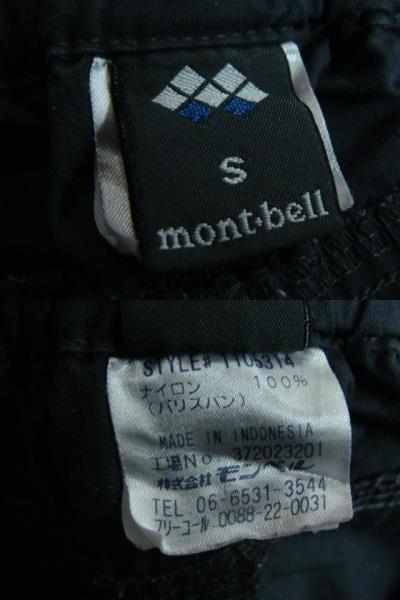 S
mont·bell
STYLE# 1105314
ナイロン 100%
(バリスパン)
MADE IN INDONESIA
工場No. 372023201
株式会社 モンベル
TEL 06-6531-3544
フリーコール 0088-22-0031